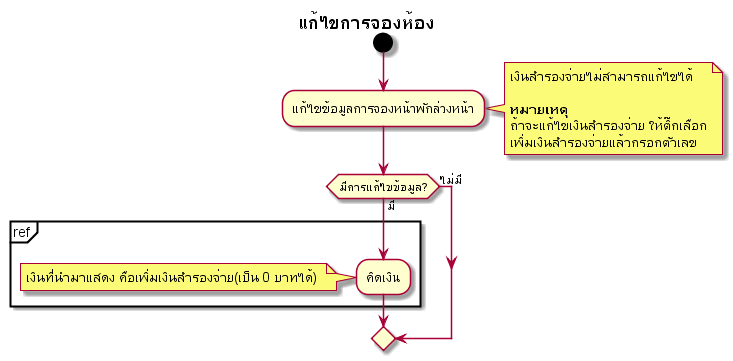 แก้ไขการจองห้อง
เงินสำรองจ่ายไม่สามารถแก้ไขได้
หมายเหตุ
ถ้าจะแก้ไขเงินสำรองจ่าย ให้ติ๊กเลือก
เพิ่มเงินสำรองจ่ายแล้วกรอกตัวเลข
แก้ไขข้อมูลการจองหน้าพักล่วงหน้า
มีการแก้ไขข้อมูล?
ไม่มี
มี
ref
เงินที่นำมาแสดง คือเพิ่มเงินสำรองจ่าย(เป็น 0 บาทได้)
คิดเงิน